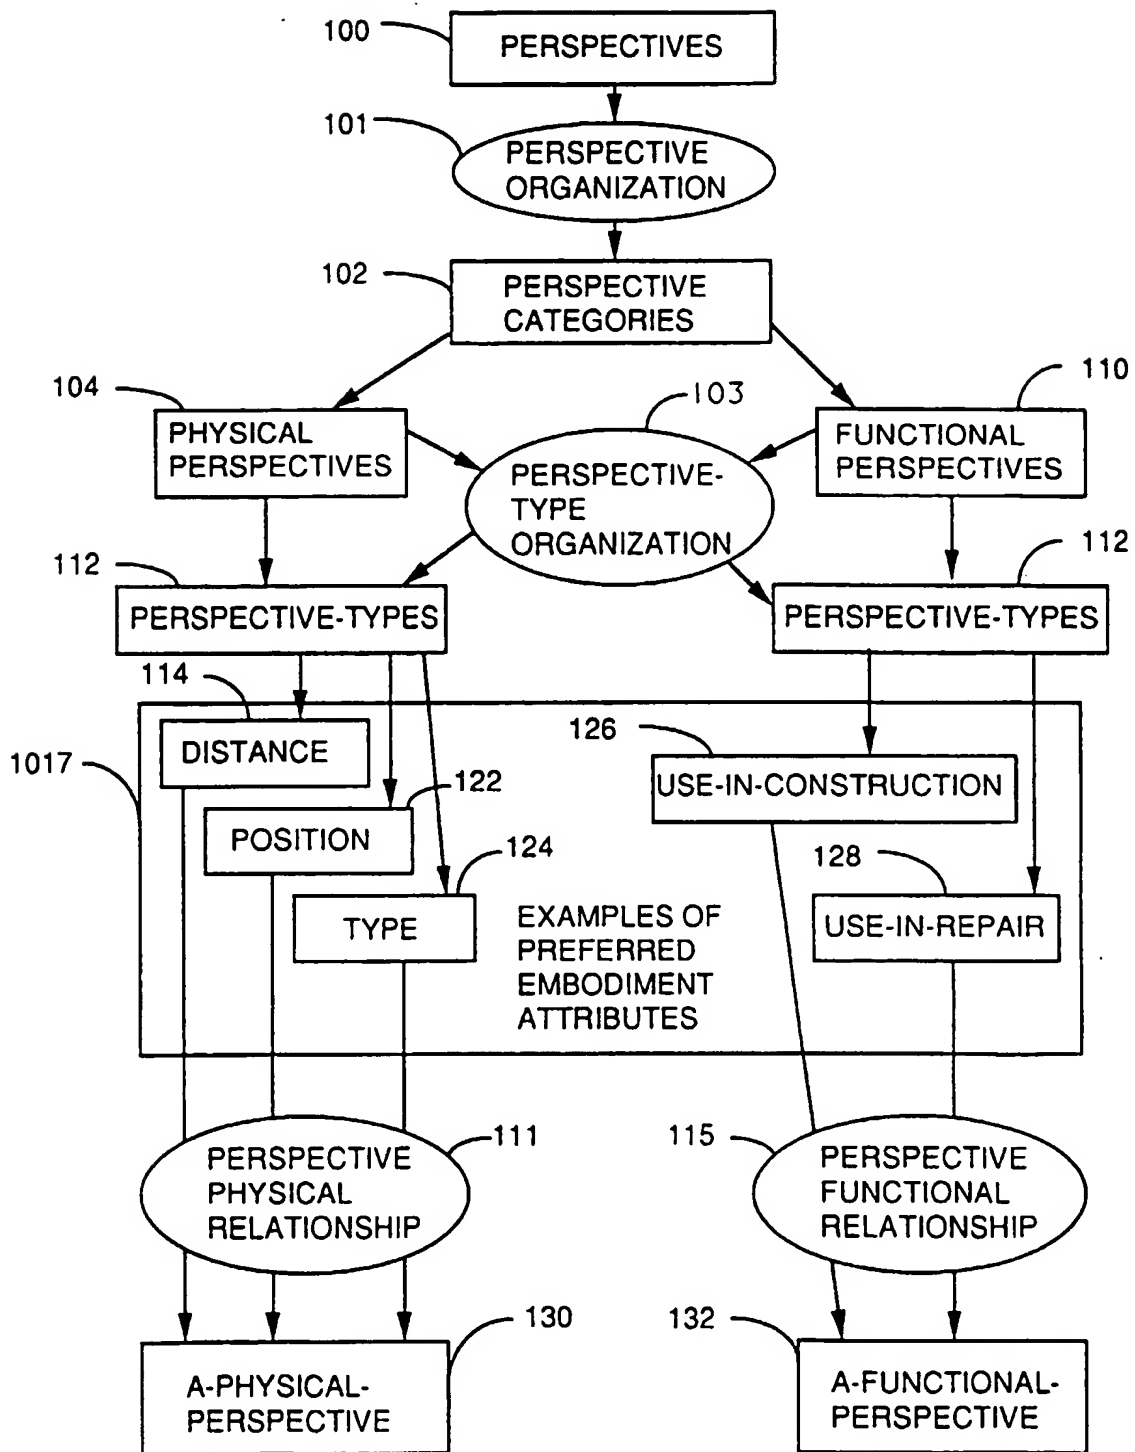 100
PERSPECTIVES
101
PERSPECTIVE
ORGANIZATION
102
PERSPECTIVE
CATEGORIES
104
PHYSICAL
PERSPECTIVES
103
110
FUNCTIONAL
PERSPECTIVES
PERSPECTIVE-
TYPE
ORGANIZATION
112
PERSPECTIVE-TYPES
112
PERSPECTIVE-TYPES
114
DISTANCE
1017
122
POSITION
124
TYPE
126
USE-IN-CONSTRUCTION
128
USE-IN-REPAIR
EXAMPLES OF
PREFERRED
EMBODIMENT
ATTRIBUTES
111
PERSPECTIVE
PHYSICAL
RELATIONSHIP
115
PERSPECTIVE
FUNCTIONAL
RELATIONSHIP
130
A-PHYSICAL-
PERSPECTIVE
132
A-FUNCTIONAL-
PERSPECTIVE